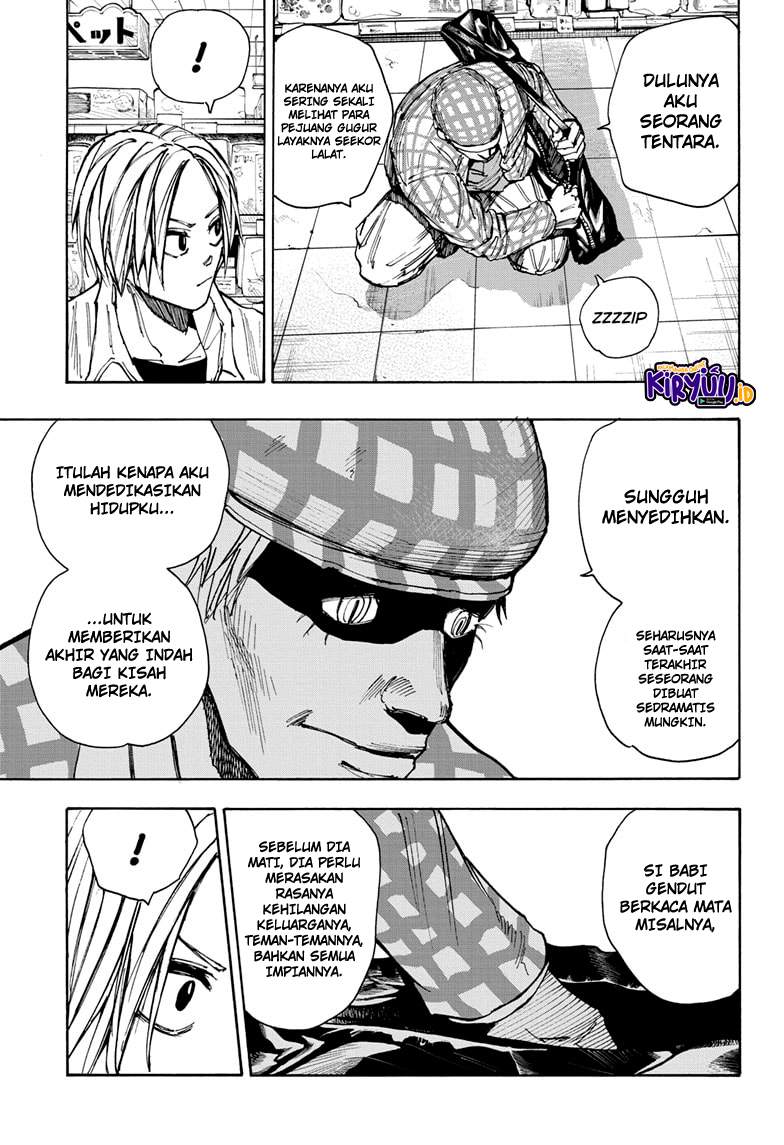 DULUNYA
AKU
SEORANG
TENTARA.
KARENANYA AKU
SERING SEKALI
MELIHAT PARA
PEJUANG GUGUR
LAYAKNYA SEEKOR
LALAT.
ZZZZIP
ペット
!
KIRYUU.ID
SUNGGUH
MENYEDIHKAN.
SEHARUSNYA
SAAT-SAAT
TERAKHIR
SESEORANG
DIBUAT
SEDRAMATIS
MUNGKIN.
ITULAH KENAPA AKU
MENDEDIKASIKAN
HIDUPKU...
...UNTUK
MEMBERIKAN
AKHIR YANG INDAH
BAGI KISAH
MEREKA.
SI BABI
GENDUT
BERKACA MATA
MISALNYA,
SEBELUM DIA
MATI, DIA PERLU
MERASAKAN
RASANYA
KEHILANGAN
KELUARGANYA,
TEMAN-TEMANNYA,
BAHKAN SEMUA
IMPIANNYA.
!